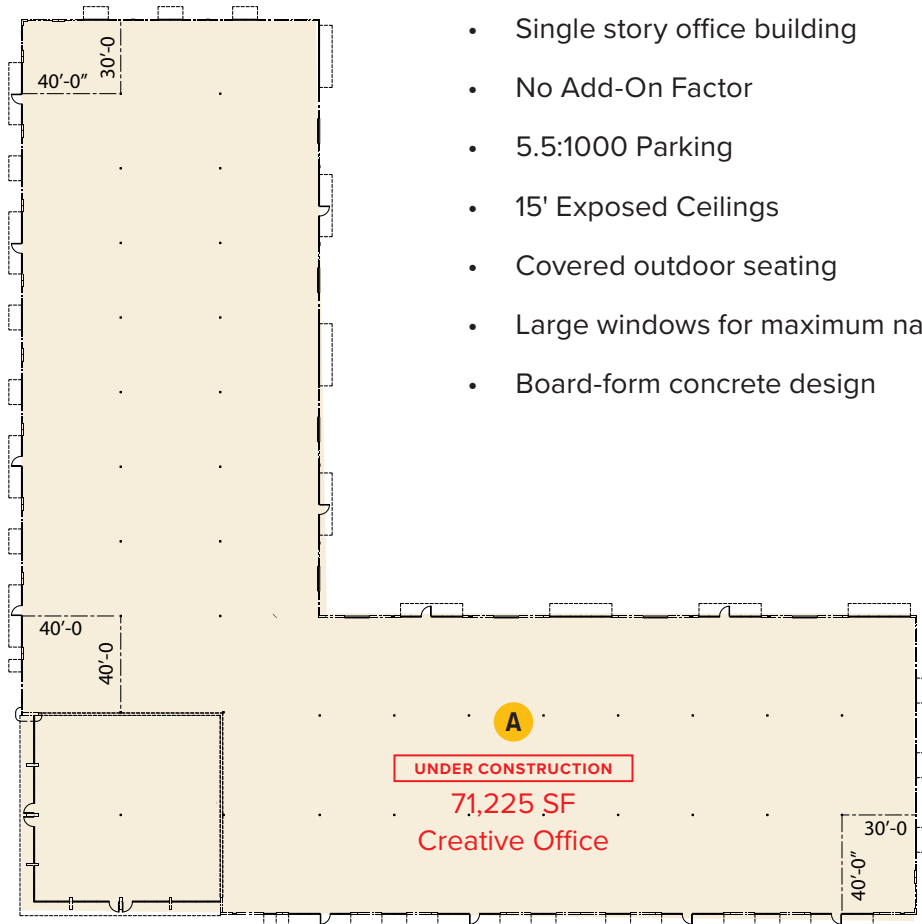 • Single story office building
• No Add-On Factor
• 5.5:1000 Parking
• 15' Exposed Ceilings
• Covered outdoor seating
• Large windows for maximum na
• Board-form concrete design
30’-0
40’-0”
40’-0
40’-0
A
UNDER CONSTRUCTION
71,225 SF
Creative Office
30’-0
40’-0”